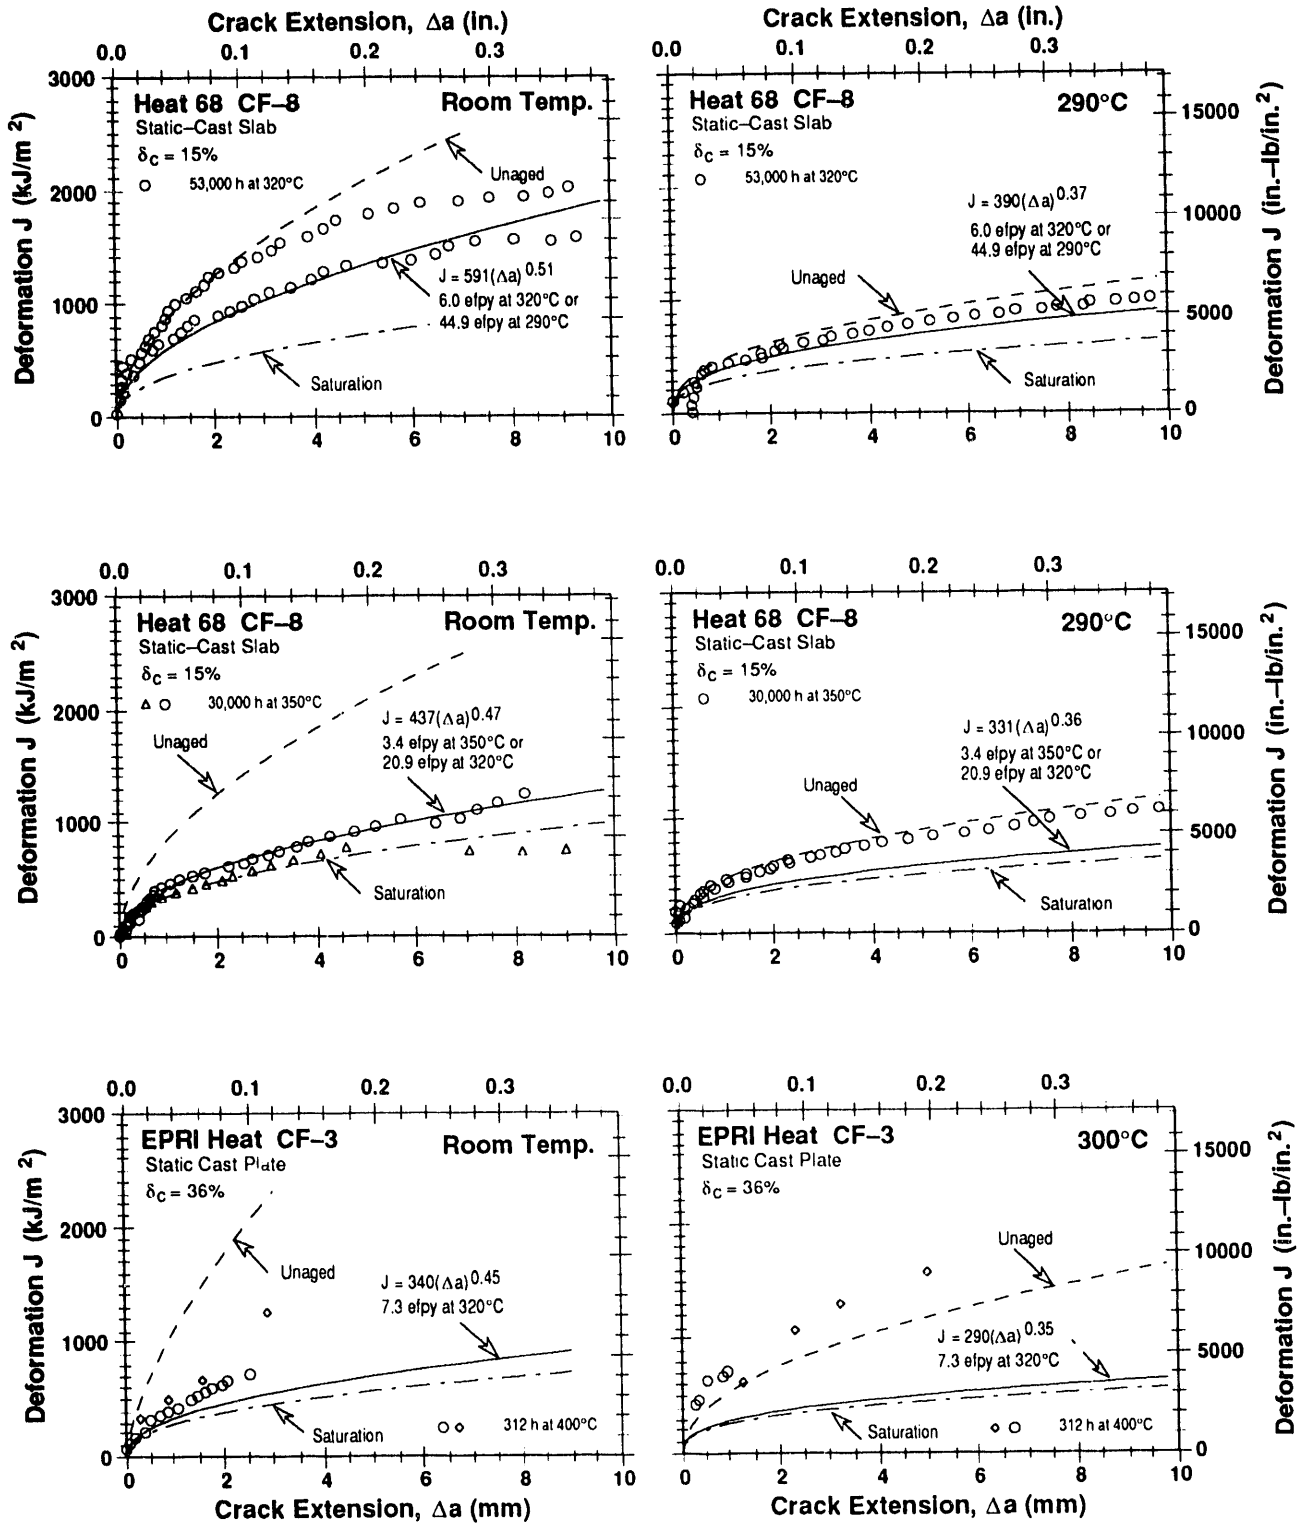 Crack Extension, Δa (in.)
0.0 0.1 0.2 0.3
Crack Extension, Δa (in.)
0.0 0.1 0.2 0.3
Deformation J (kJ/m 2)
3000
2000
1000
0
Heat 68 CF–8
Room Temp.
Static–Cast Slab
δC = 15%
53,000 h at 320°C
Unaged
J = 591(Δa) 0.51
6.0 efpy at 320°C or
44.9 efpy at 290°C
Saturation
0 2 4 6 8 10
Heat 68 CF–8
290°C
Static–Cast Slab
δC = 15%
53,000 h at 320°C
J = 390(Δa) 0.37
6.0 efpy at 320°C or
44.9 efpy at 290°C
Unaged
Saturation
0 2 4 6 8 10
15000
10000
5000
0
Deformation J (in.–lb/in. 2)
0.0 0.1 0.2 0.3
0.0 0.1 0.2 0.3
Deformation J (kJ/m 2)
3000
2000
1000
0
Heat 68 CF–8
Room Temp.
Static–Cast Slab
δC = 15%
30,000 h at 350°C
Unaged
J = 437(Δa)0.47
3.4 efpy at 350°C or
20.9 efpy at 320°C
Saturation
0 2 4 6 8 10
Heat 68 CF–8
290°C
Static–Cast Slab
δC = 15%
30,000 h at 350°C
J = 331(Δa)0.36
3.4 efpy at 350°C or
20.9 efpy at 320°C
Unaged
Saturation
0 2 4 6 8 10
15000
10000
5000
0
Deformation J (in.–lb/in. 2)
0.0 0.1 0.2 0.3
0.0 0.1 0.2 0.3
Deformation J (kJ/m 2)
3000
2000
1000
0
EPRI Heat CF–3
Room Temp.
Static Cast Plate
δC = 36%
Unaged
J = 340(Δa)0.45
7.3 efpy at 320°C
312 h at 400°C
Saturation
0 2 4 6 8 10
Crack Extension, Δa (mm)
EPRI Heat CF–3
300°C
Static Cast Plate
δC = 36%
Unaged
J = 290(Δa) 0.35
7.3 efpy at 320°C
Saturation
312 h at 400°C
0 2 4 6 8 10
Crack Extension, Δa (mm)
15000
10000
5000
0
Deformation J (in.–lb/in. 2)